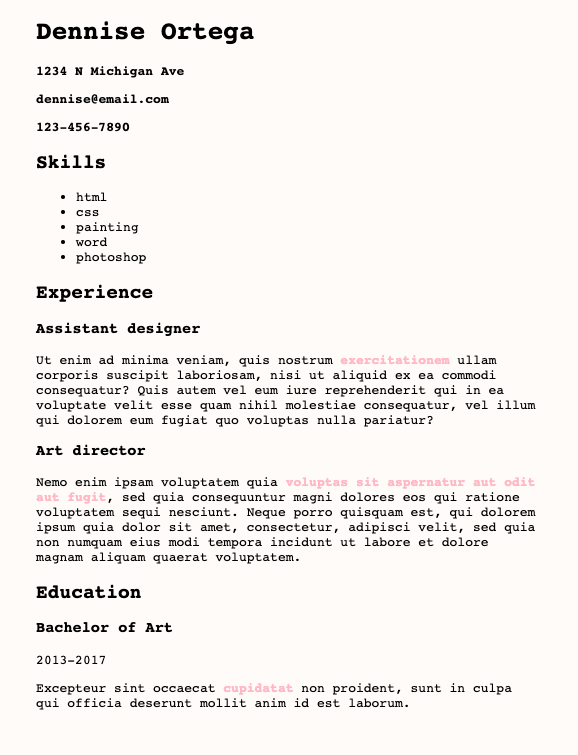 Dennise Ortega
1234 N Michigan Ave
dennise@email.com
123-456-7890
Skills
• html
• css
• painting
• word
• photoshop
Experience
Assistant designer
Ut enim ad minima veniam, quis nostrum exercitationem ullam
corporis suscipit laboriosam, nisi ut aliquid ex ea commodi
consequatur? Quis autem vel eum iure reprehenderit qui in ea
voluptate velit esse quam nihil molestiae consequatur, vel illum
qui dolorem eum fugiat quo voluptas nulla pariatur?
Art director
Nemo enim ipsam voluptatem quia voluptas sit aspernatur aut odit
aut fugit, sed quia consequuntur magni dolores eos qui ratione
voluptatem sequi nesciunt. Neque porro quisquam est, qui dolorem
ipsum quia dolor sit amet, consectetur, adipisci velit, sed quia
non numquam eius modi tempora incidunt ut labore et dolore
magnam aliquam quaerat voluptatem.
Education
Bachelor of Art
2013-2017
Excepteur sint occaecat cupidatat non proident, sunt in culpa
qui officia deserunt mollit anim id est laborum.